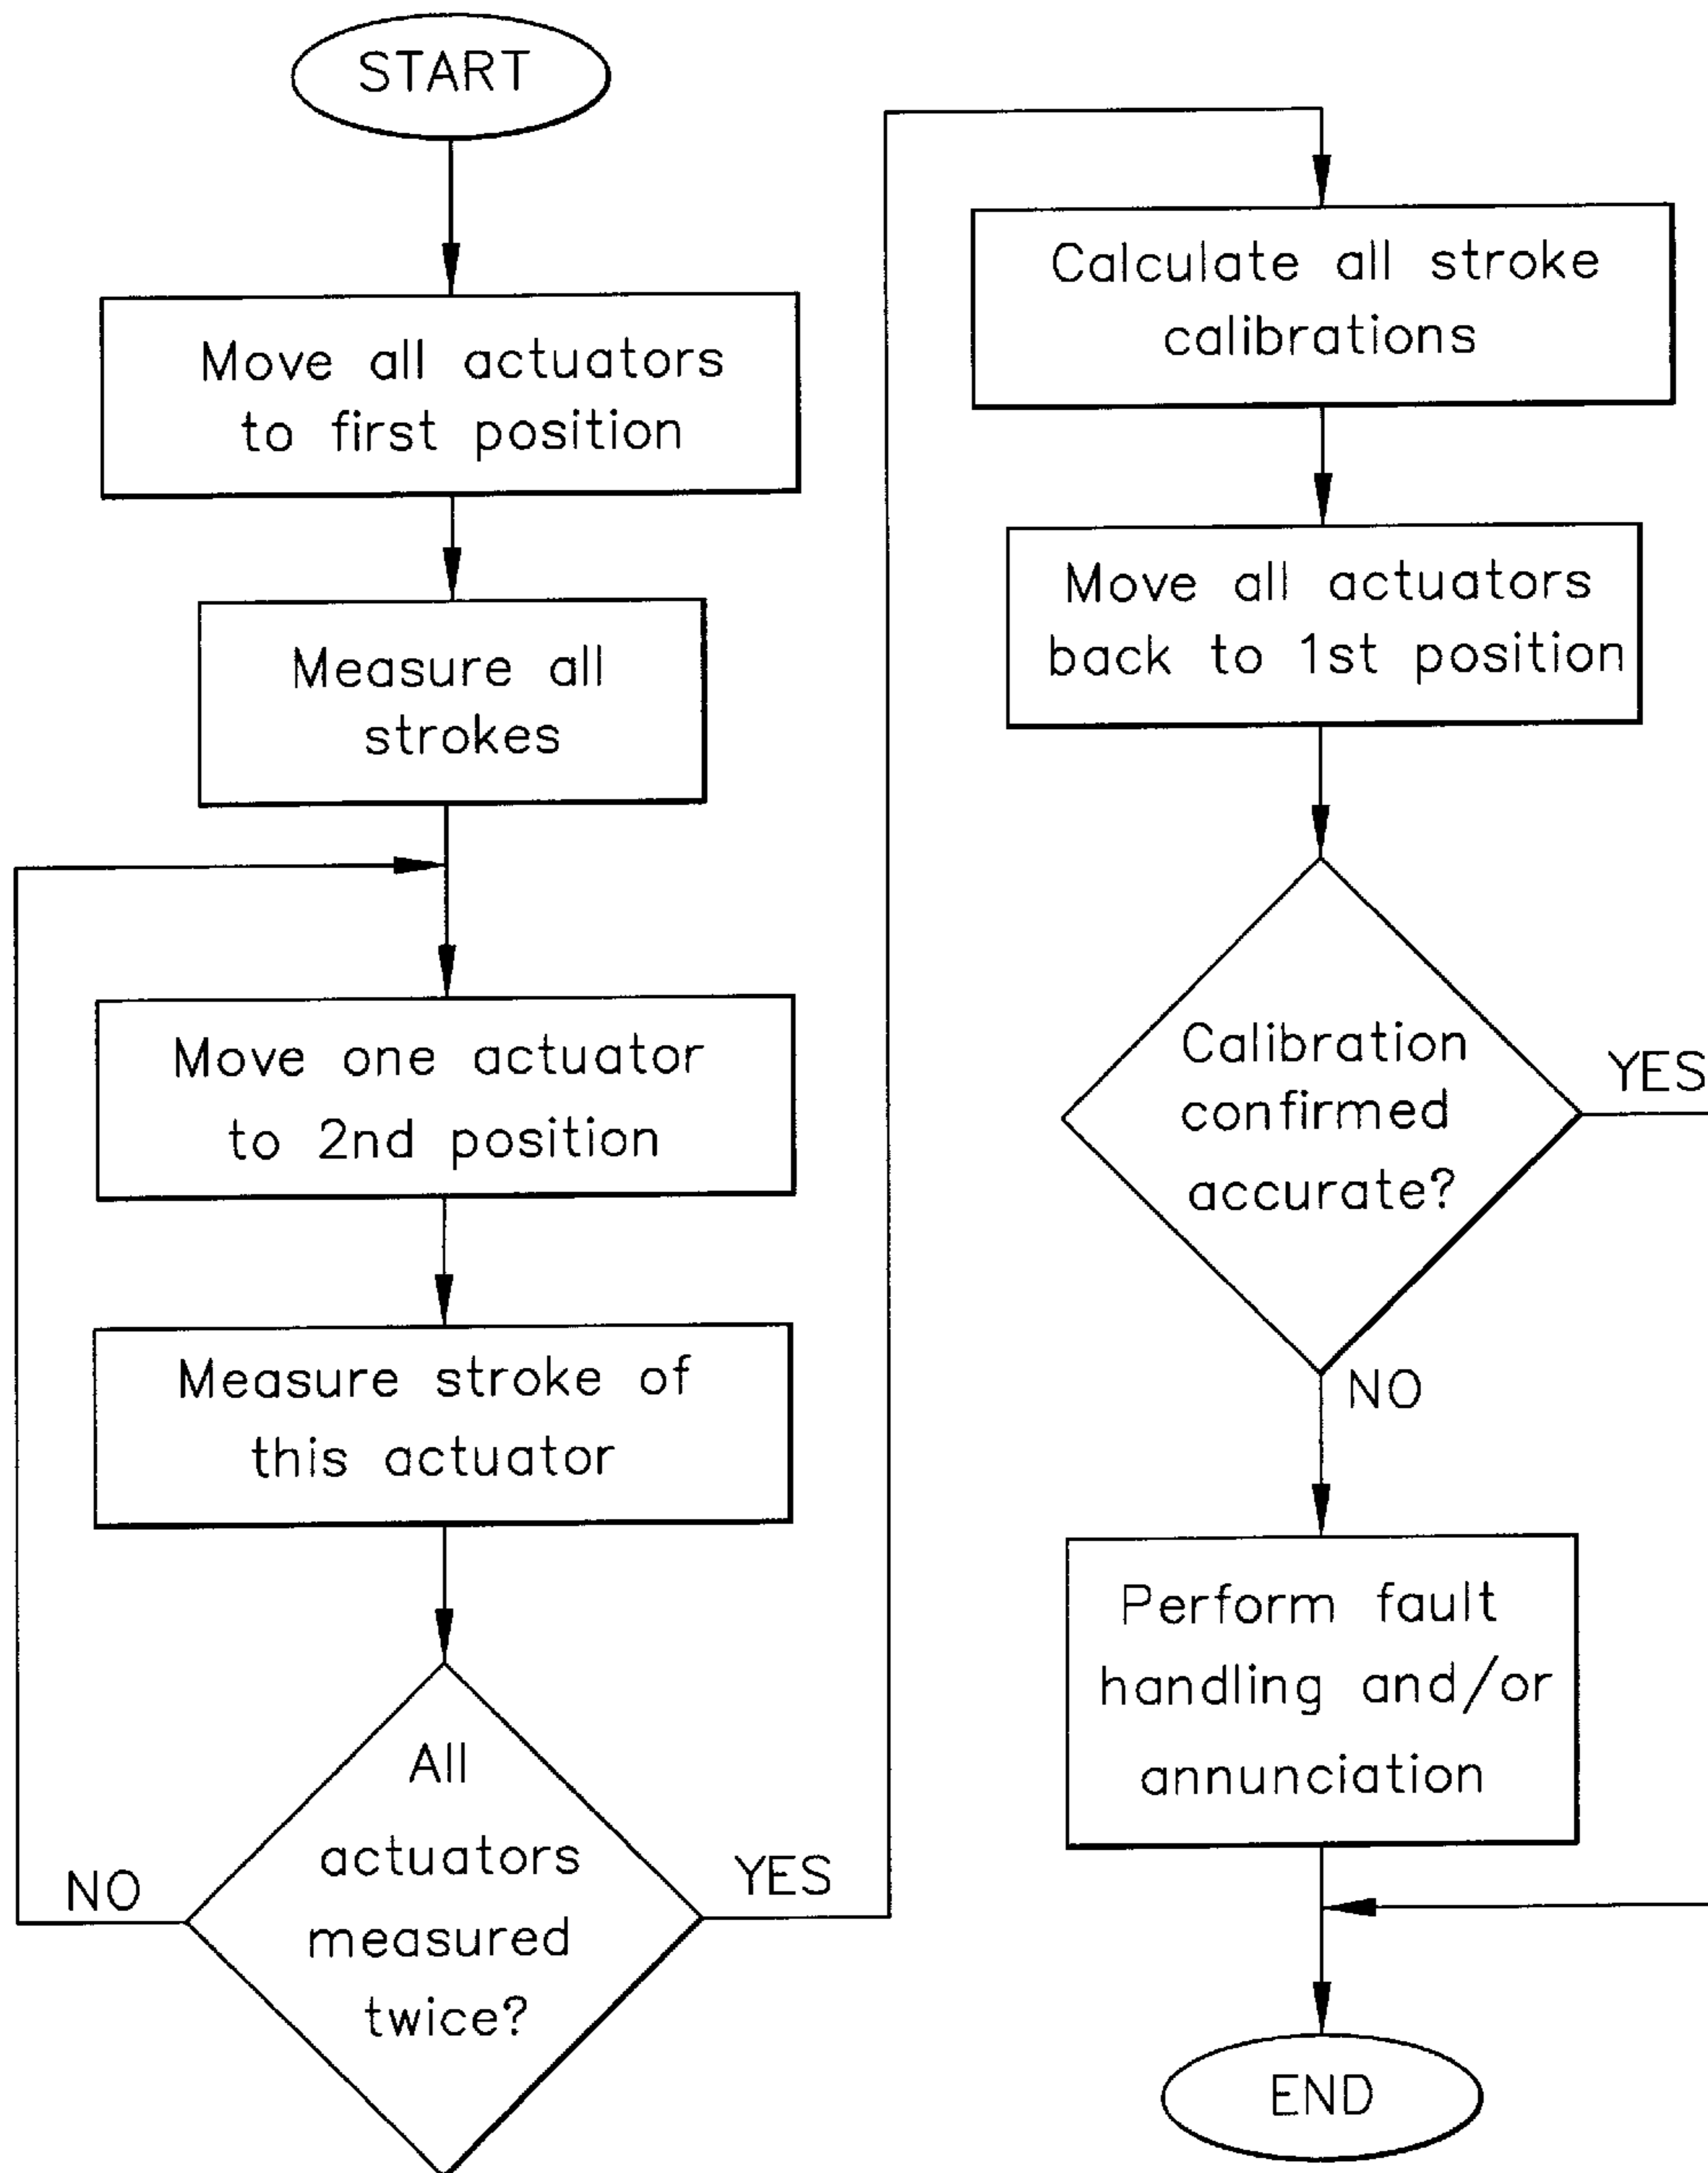 START
Move all actuators
to first position
Measure all
strokes
Move one actuator
to 2nd position
Measure stroke of
this actuator
All
actuators
measured
twice?
NO
YES
Calculate all stroke
calibrations
Move all actuators
back to 1st position
Calibration
confirmed
accurate?
YES
NO
Perform fault
handling and/or
annunciation
END